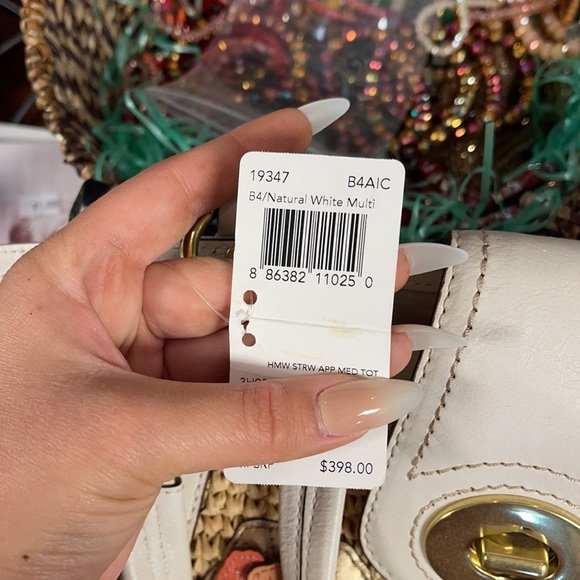 19347 B4AIC
B4/Natural White Multi
8 86382 11025 0
HMW STRW APP MED TOT
$398.00